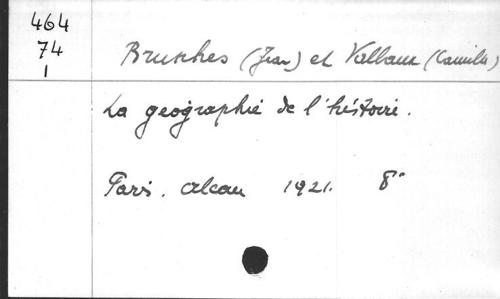 464
74
1
Brunhes (Jean) et Vallaux (Camille)
La géographie de l'histoire.
Paris. Alcan 1921. 8°